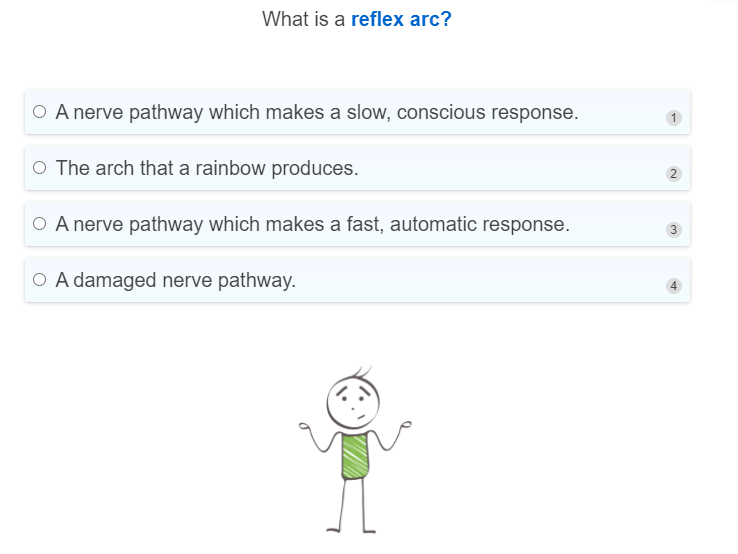 What is a reflex arc?
A nerve pathway which makes a slow, conscious response.
1
The arch that a rainbow produces.
2
A nerve pathway which makes a fast, automatic response.
3
A damaged nerve pathway.
4